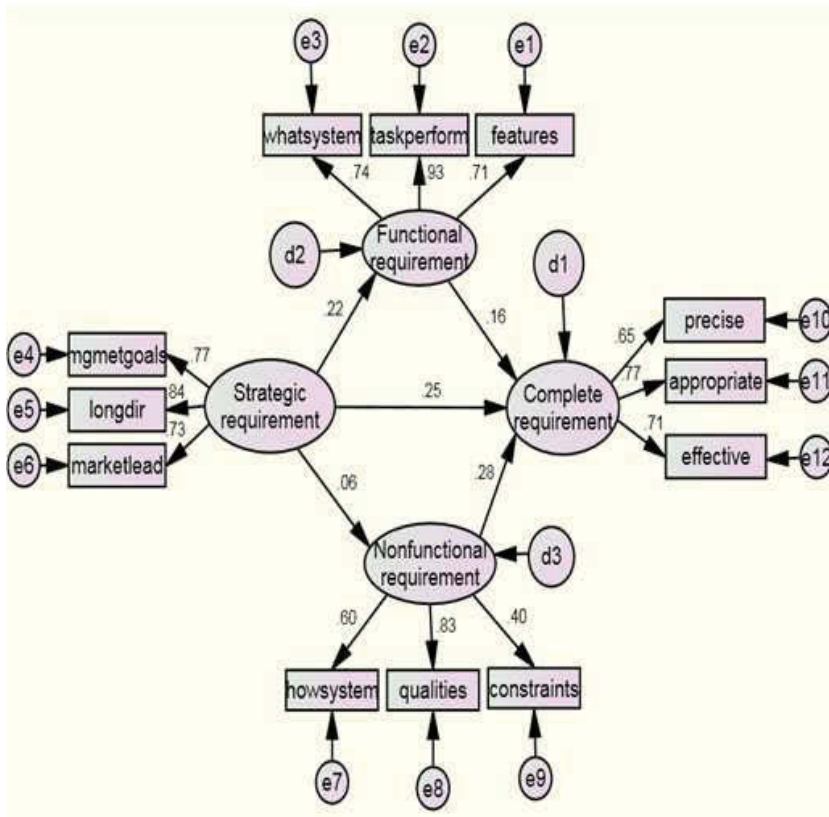 e3
e2
e1
whatsystem
taskperform
features
.74
.93
.71
Functional
requirement
d2
d1
.22
.16
precise
e10
.65
e4
mgmetgoals
.77
Strategic
requirement
.25
Complete
requirement
.77
appropriate
e11
e5
longdir
.84
.73
.71
effective
e12
e6
marketlead
.06
.28
Nonfunctional
requirement
d3
.60
.83
.40
howsystem
qualities
constraints
e7
e8
e9